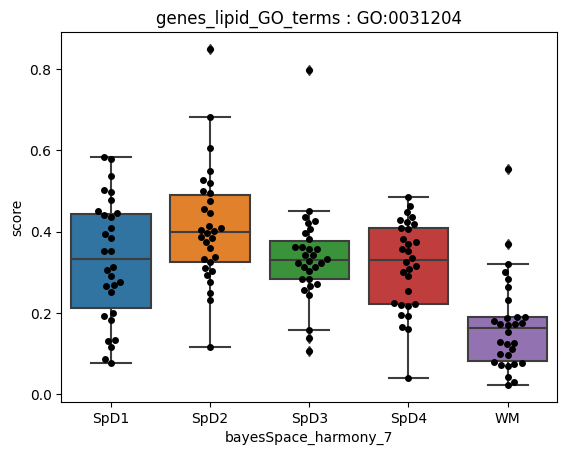 genes_lipid_GO_terms : GO:0031204
0.8
0.6
score
0.4
0.2
0.0
SpD1 SpD2 SpD3 SpD4 WM
bayesSpace_harmony_7